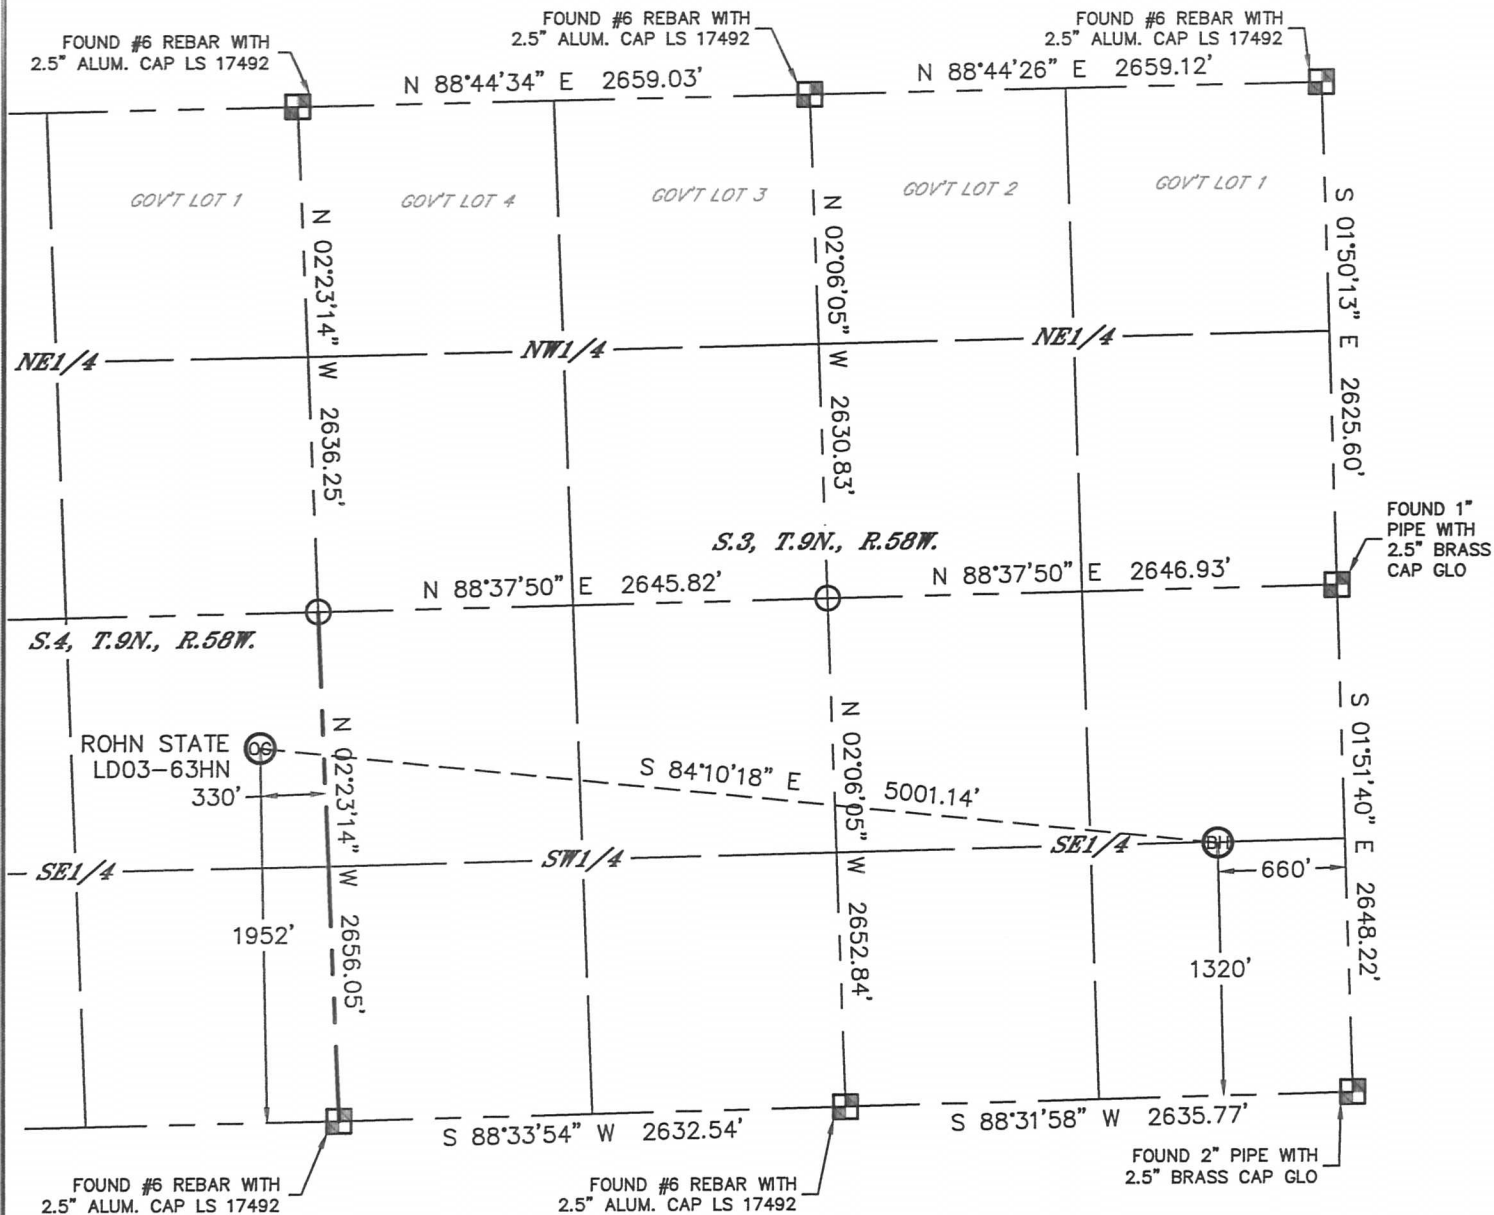 FOUND #6 REBAR WITH
2.5" ALUM. CAP LS 17492
FOUND #6 REBAR WITH
2.5" ALUM. CAP LS 17492
FOUND #6 REBAR WITH
2.5" ALUM. CAP LS 17492
N 88°44'34" E 2659.03'
N 88°44'26" E 2659.12'
GOV'T LOT 1
GOV'T LOT 4
GOV'T LOT 3
GOV'T LOT 2
GOV'T LOT 1
N 02°23'14" W 2636.25'
N 02°06'05" W 2630.83'
S 01°50'13" E 2625.60'
NE1/4
NW1/4
NE1/4
FOUND 1"
PIPE WITH
2.5" BRASS
CAP GLO
S.3, T.9N., R.58W.
N 88°37'50" E 2645.82'
N 88°37'50" E 2646.93'
S.4, T.9N., R.58W.
ROHN STATE
LD03-63HN
OG
330'
N 02°23'14" W 2656.05'
S 84°10'18" E 5001.14'
N 02°06'05" W 2652.84'
S 01°51'40" E 2648.22'
SE1/4
SW1/4
SE1/4
BH
660'
1952'
1320'
S 88°33'54" W 2632.54'
S 88°31'58" W 2635.77'
FOUND #6 REBAR WITH
2.5" ALUM. CAP LS 17492
FOUND #6 REBAR WITH
2.5" ALUM. CAP LS 17492
FOUND 2" PIPE WITH
2.5" BRASS CAP GLO